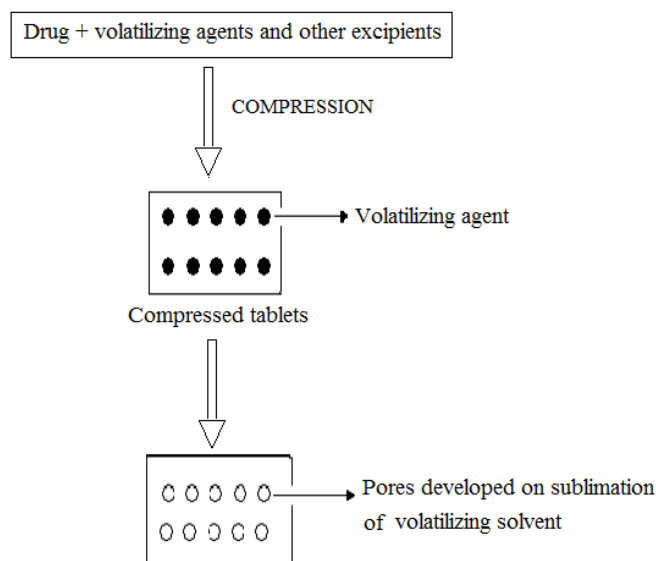 Drug + volatilizing agents and other excipients
COMPRESSION
Volatilizing agent
Compressed tablets
Pores developed on sublimation
of volatilizing solvent